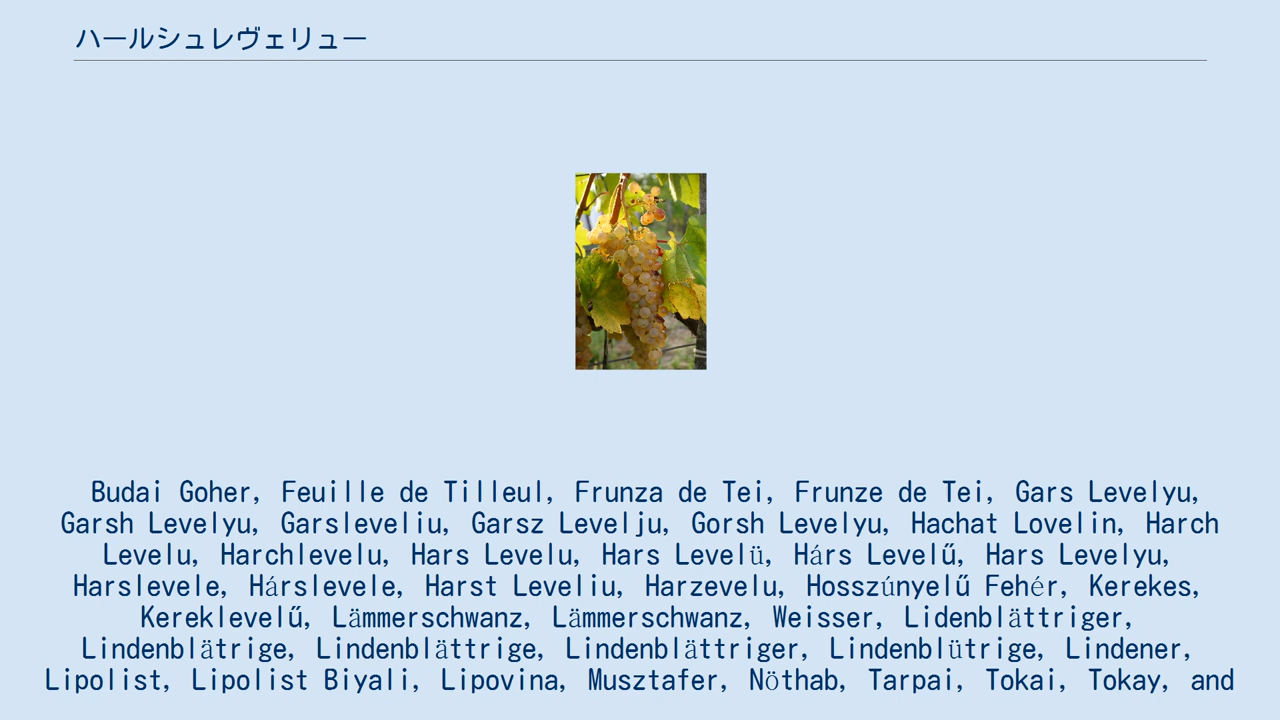 ハールシュレヴェリュー
Budai Goher, Feuille de Tilleul, Frunza de Tei, Frunze de Tei, Gars Levelyu,
Garsh Levelyu, Garsleveliu, Garsz Levelju, Gorsh Levelyu, Hachat Lovelin, Harch
Levelu, Harchlevelu, Hars Levelu, Hars Levelü, Hárs Levelű, Hars Levelyu,
Harslevele, Hárslevele, Harst Leveliu, Harzevelu, Hosszúnyelű Fehér, Kerekes,
Kereklevelű, Lämmerschwanz, Lämmerschwanz, Weisser, Lidenblättriger,
Lindenblätrige, Lindenblättrige, Lindenblättriger, Lindenblütrige, Lindener,
Lipolist, Lipolist Biyali, Lipovina, Musztafer, Nöthab, Tarpai, Tokai, Tokay, and